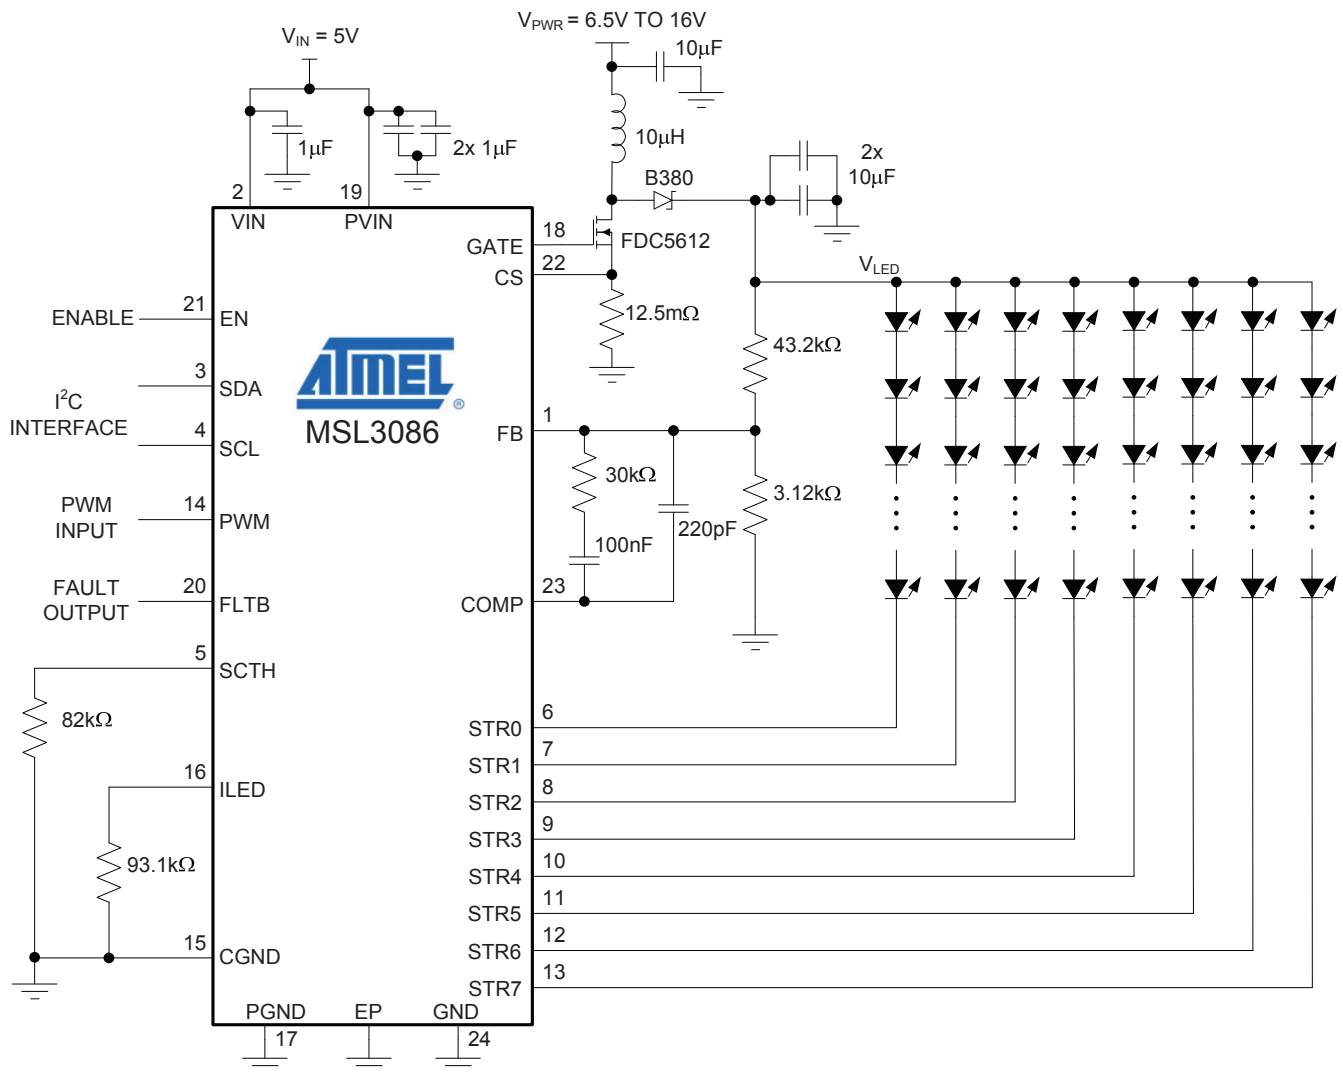 V_PWR = 6.5V TO 16V
V_IN = 5V
10µF
1µF
2x 1µF
10µH
2x
10µF
B380
2
19
VIN
PVIN
18
GATE
FDC5612
22
CS
V_LED
12.5mΩ
ENABLE
21
EN
43.2kΩ
3
SDA
I²C
INTERFACE
4
SCL
ATMEL
®
MSL3086
1
FB
30kΩ
3.12kΩ
220pF
100nF
PWM
INPUT
14
PWM
FAULT
OUTPUT
20
FLTB
23
COMP
5
SCTH
82kΩ
6
STR0
7
STR1
16
ILED
8
STR2
9
STR3
93.1kΩ
10
STR4
11
STR5
15
CGND
12
STR6
13
STR7
PGND
EP
GND
17
24